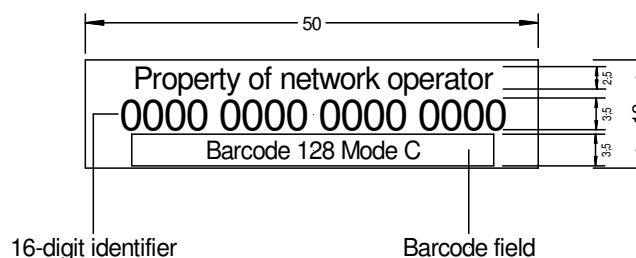 50
Property of network operator
2;5
0000 0000 0000 0000
3;5
Barcode 128 Mode C
3;5
16-digit identifier
Barcode field